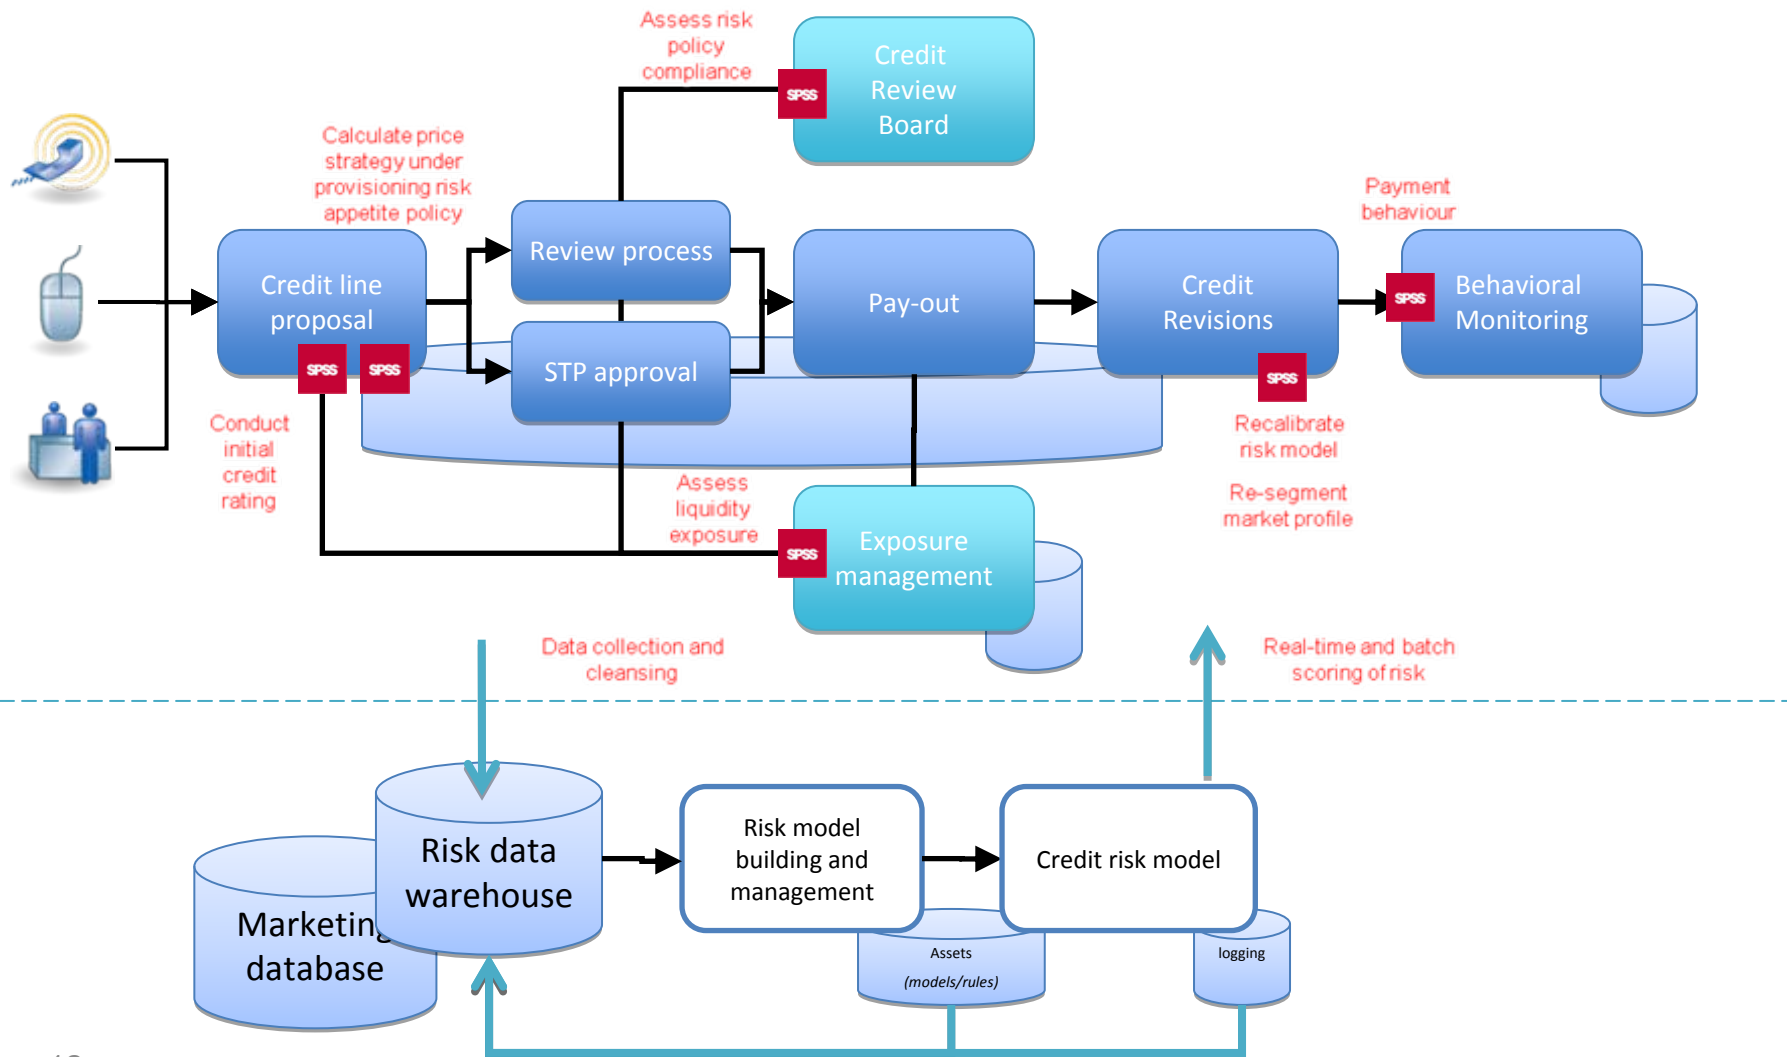 Assess risk
policy
compliance
Credit
Review
Board
SPSS
Calculate price
strategy under
provisioning risk
appetite policy
Payment
behaviour
Review process
Credit line
proposal
Pay-out
Credit
Revisions
SPSS
Behavioral
Monitoring
STP approval
SPSS
SPSS
SPSS
Conduct
initial
credit
rating
Recalibrate
risk model
Re-segment
market profile
Assess
liquidity
exposure
SPSS
Exposure
management
Data collection and
cleansing
Real-time and batch
scoring of risk
Risk data
warehouse
Marketing
database
Risk model
building and
management
Credit risk model
Assets
(models/rules)
logging